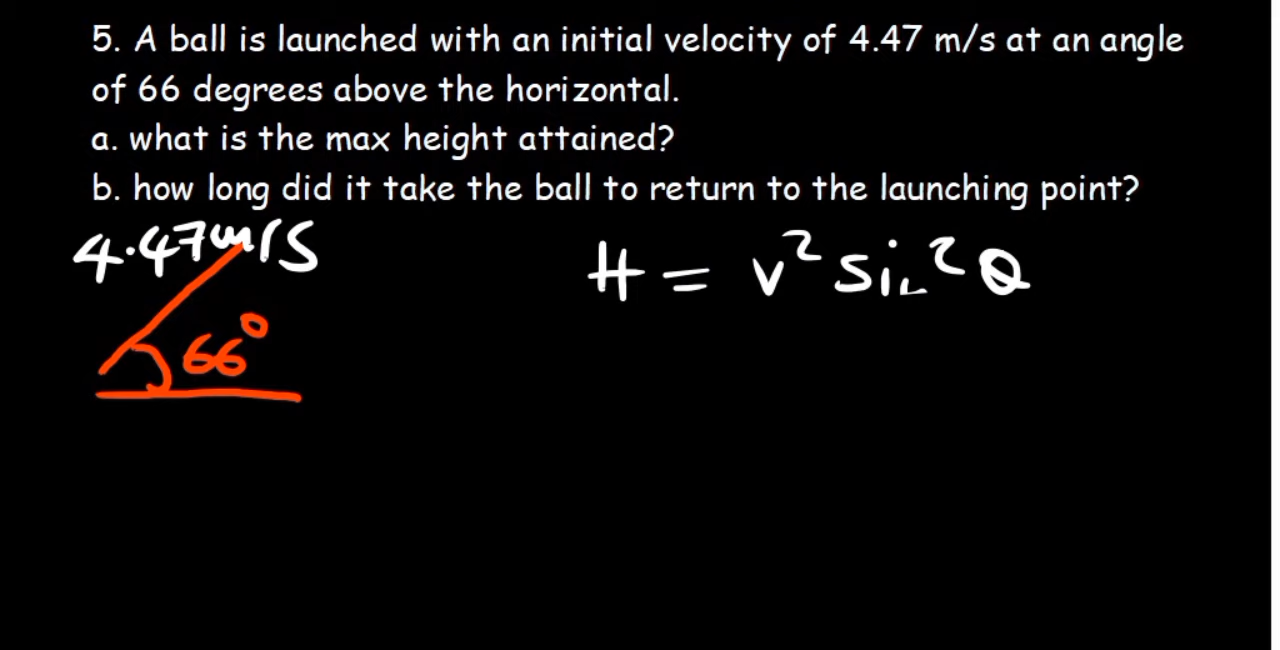 5. A ball is launched with an initial velocity of 4.47 m/s at an angle
of 66 degrees above the horizontal.
a. what is the max height attained?
b. how long did it take the ball to return to the launching point?
4.47m/s
H = v² sin²θ
66°